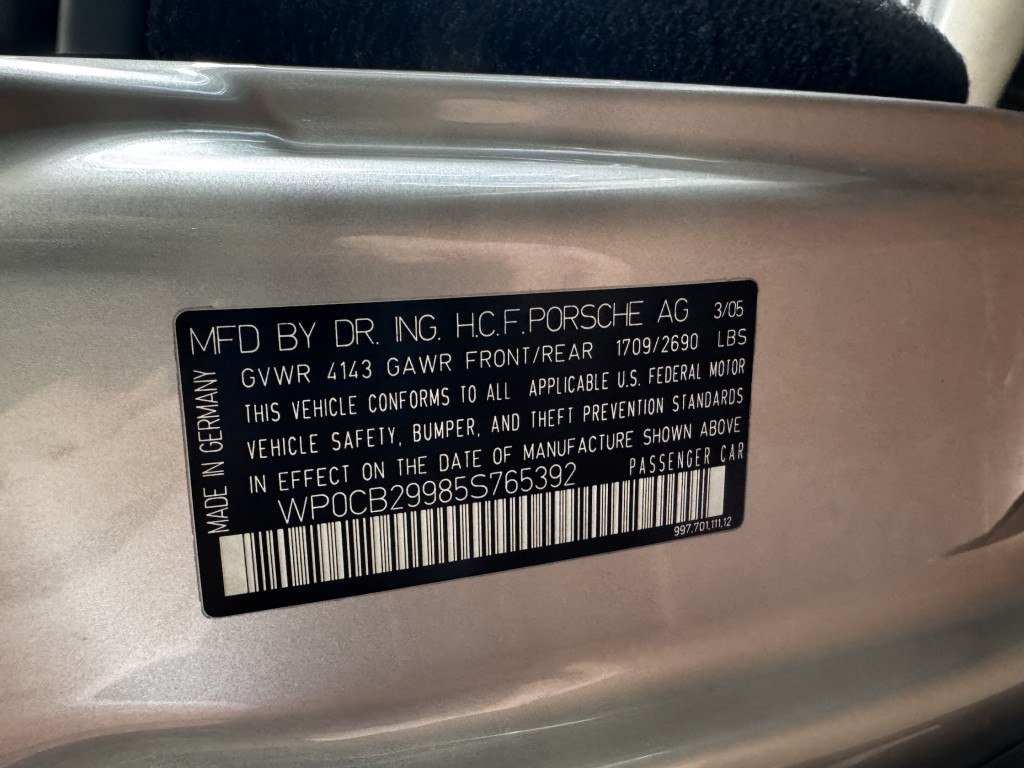 MFD BY DR. ING. H.C.F. PORSCHE AG 3/05
GVWR 4143 GAWR FRONT/REAR 1709/2690 LBS
THIS VEHICLE CONFORMS TO ALL APPLICABLE U.S. FEDERAL MOTOR
VEHICLE SAFETY, BUMPER, AND THEFT PREVENTION STANDARDS
IN EFFECT ON THE DATE OF MANUFACTURE SHOWN ABOVE
WP0CB29985S765392 PASSENGER CAR
997.701.111.12
MADE IN GERMANY